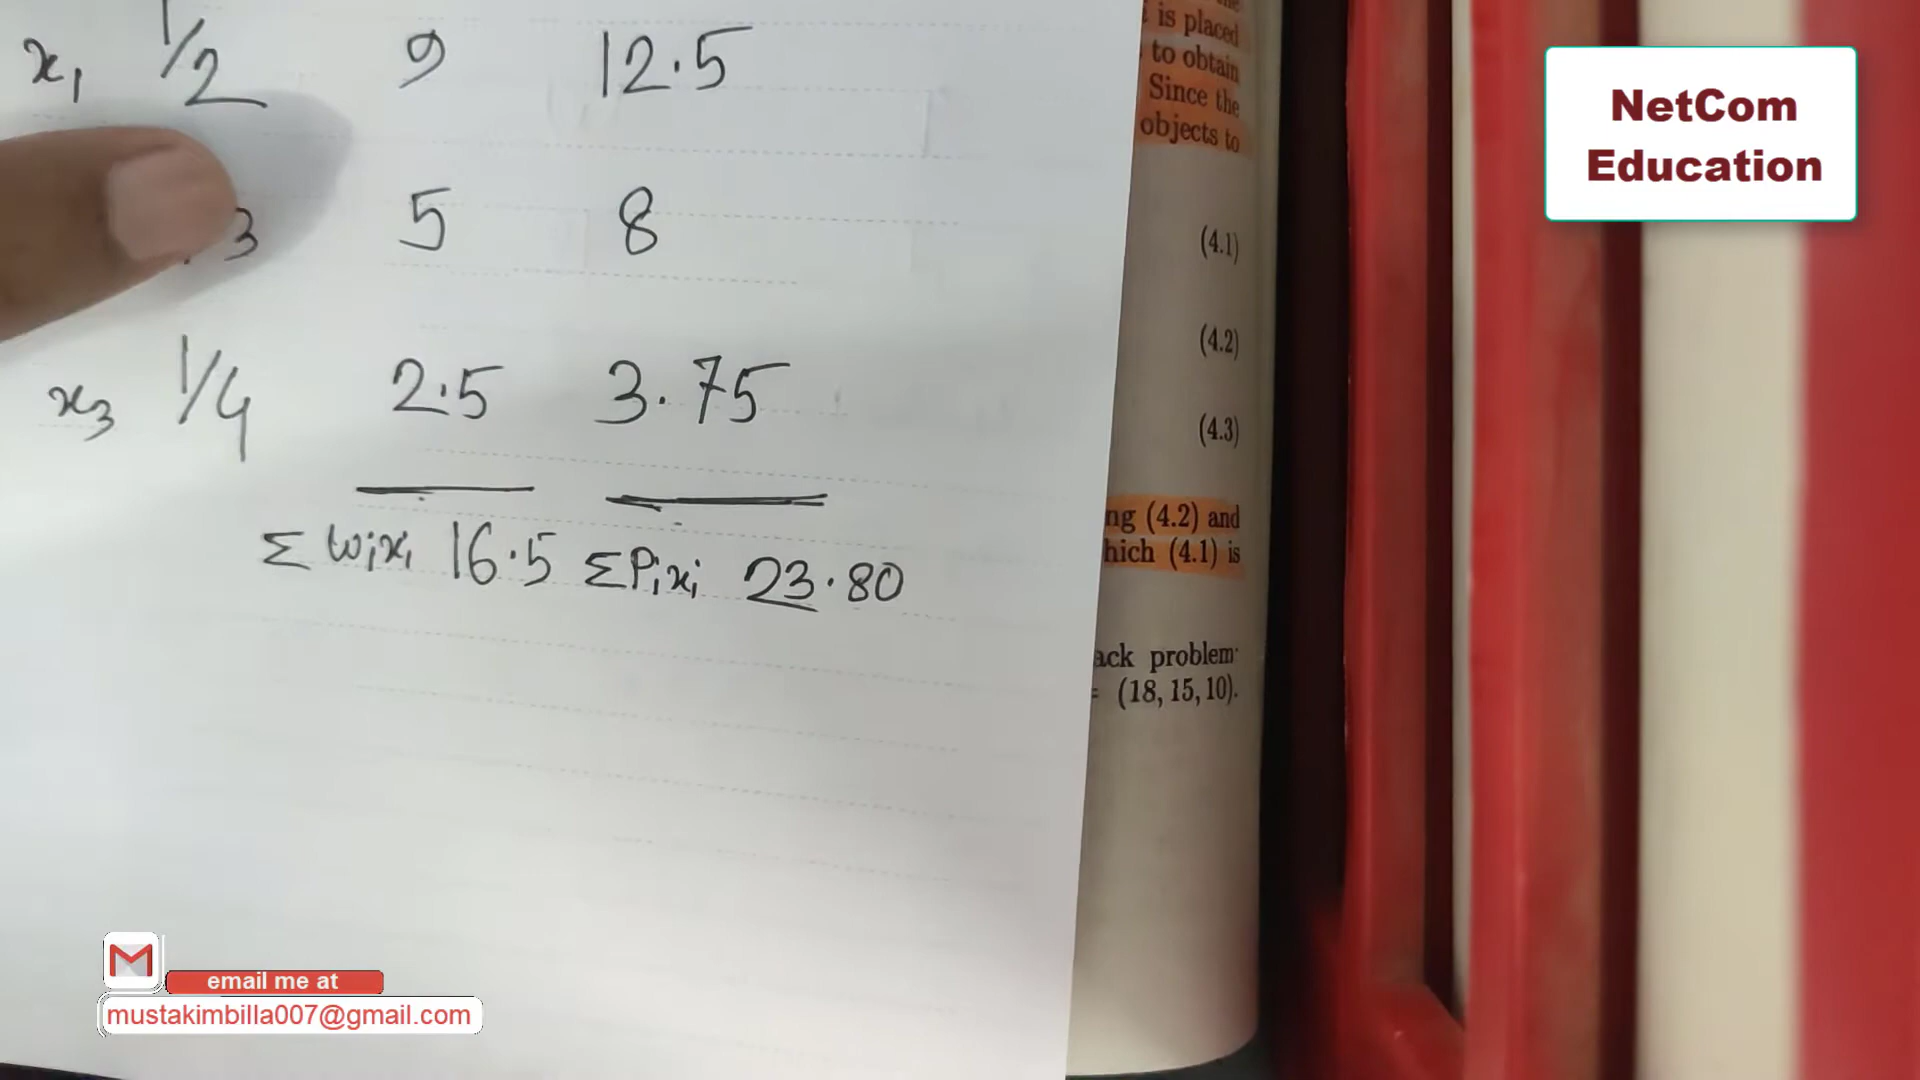 x₁ 1/2 9 12.5
3 5 8
x₃ 1/4 2.5 3.75
Σ wᵢxᵢ 16.5 Σ Pᵢxᵢ 23.80
is placed
to obtain
Since the
objects to
(4.1)
(4.2)
(4.3)
ng (4.2) and
hich (4.1) is
ack problem:
= (18, 15, 10).
NetCom
Education
email me at
mustakimbilla007@gmail.com